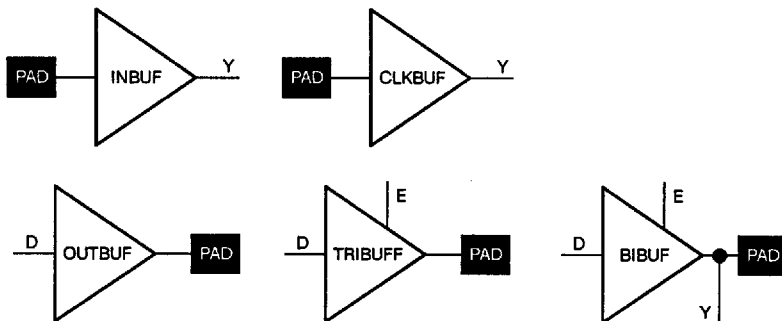 PAD INBUF Y
PAD CLKBUF Y
D OUTBUF PAD
E
D TRIBUFF PAD
E
D BIBUF PAD
Y